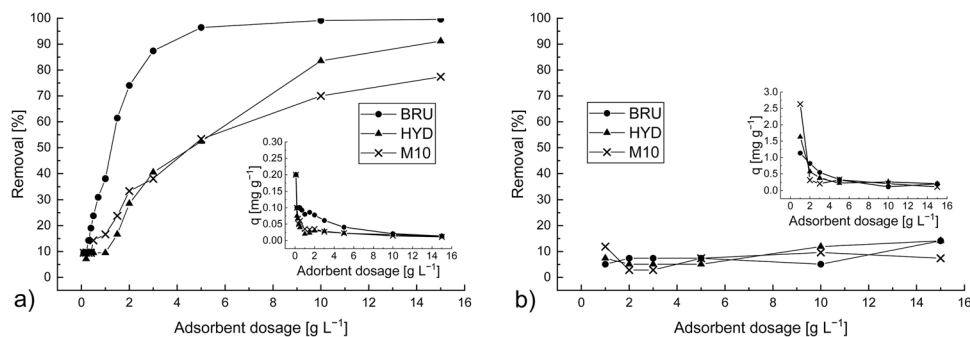 a)
Removal [%]
100
90
80
70
60
50
40
30
20
10
0
0 2 4 6 8 10 12 14 16
Adsorbent dosage [g L⁻¹]
BRU
HYD
M10
q [mg g⁻¹]
0.30
0.20
0.15
0.10
0.05
0.00
0 2 4 6 8 10 12 14 16
Adorbent dosage [g L⁻¹]
b)
Removal [%]
100
90
80
70
60
50
40
30
20
10
0
0 2 4 6 8 10 12 14 16
Adsorbent dosage [g L⁻¹]
BRU
HYD
M10
q [mg g⁻¹]
3.0
2.5
2.0
1.5
1.0
0.5
0.0
0 2 4 6 8 10 12 14 16
Adsorbent dosage [g L⁻¹]